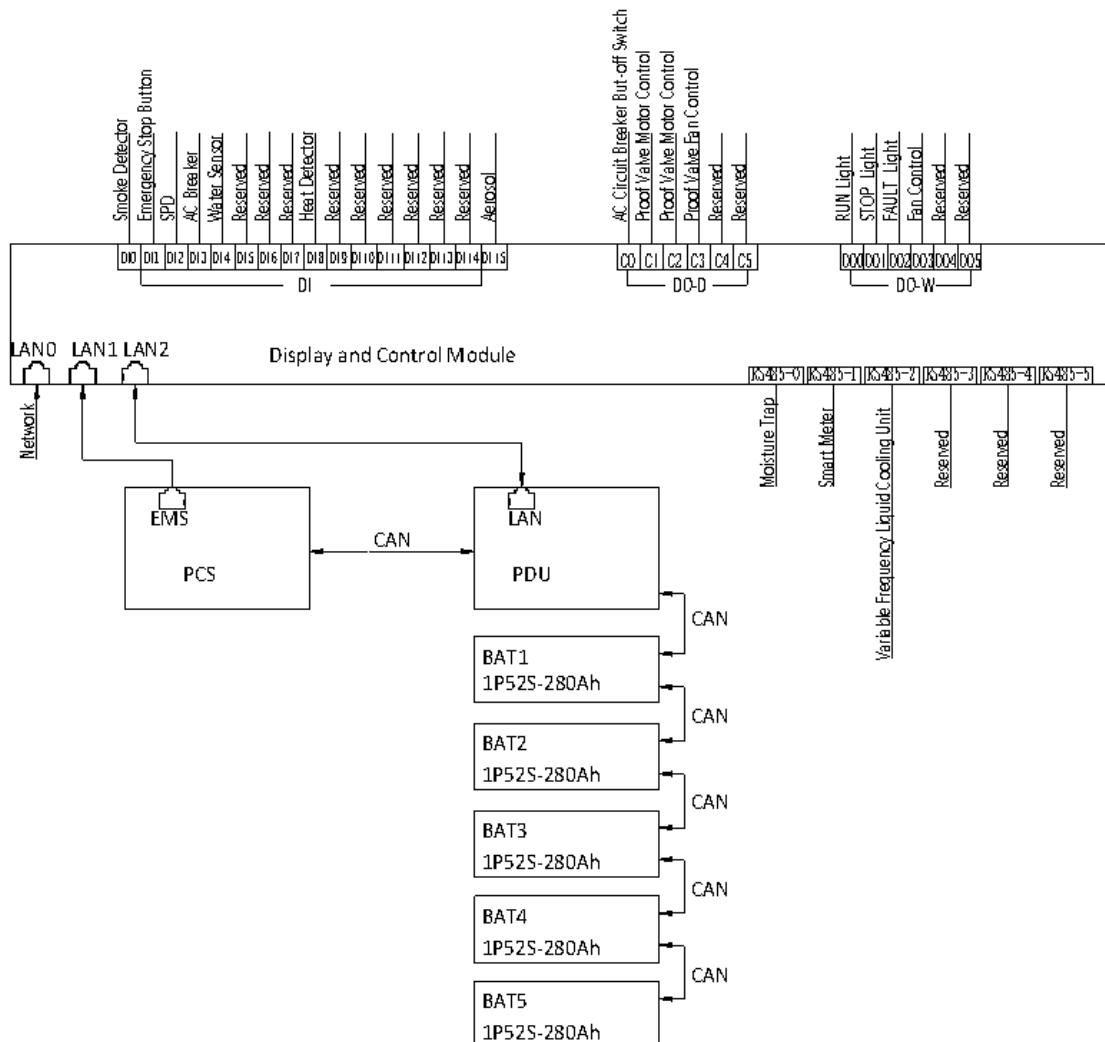 Smoke Detector
Emergency Stop Button
SPD
AC Breaker
Water Sensor
Reserved
Reserved
Reserved
Heat Detector
Reserved
Reserved
Reserved
Reserved
Reserved
Reserved
Aerosol
AC Circuit Breaker But-off Switch
Proof Valve Motor Control
Proof Valve Motor Control
Proof Valve Fan Control
Reserved
Reserved
RUN Light
STOP Light
FAULT Light
Fan Control
Reserved
Reserved
DI0 DI1 DI2 DI3 DI4 DI5 DI6 DI7 DI8 DI9 DI10 DI11 DI12 DI13 DI14 DI15
C0 C1 C2 C3 C4 C5
DO0 DO1 DO2 DO3 DO4 DO5
DI
DO-D
DO-W
LAN0 LAN1 LAN2
Display and Control Module
RS485-0 RS485-1 RS485-2 RS485-3 RS485-4 RS485-5
Network
Moisture Trap
Smart Meter
Variable Frequency Liquid Cooling Unit
Reserved
Reserved
Reserved
EMS
PCS
CAN
LAN
PDU
CAN
BAT1
1P52S-280Ah
CAN
BAT2
1P52S-280Ah
CAN
BAT3
1P52S-280Ah
CAN
BAT4
1P52S-280Ah
CAN
BAT5
1P52S-280Ah